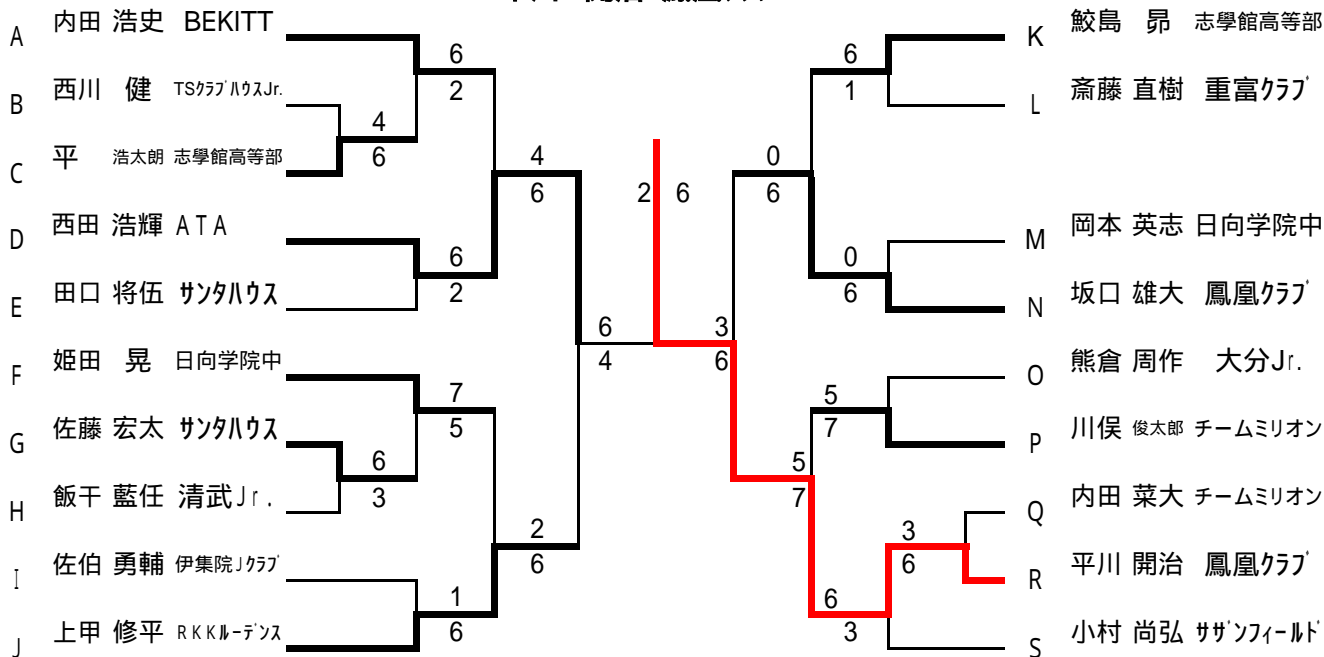 A 内田 浩史 BEKITT
B 西川 健 TSクラブハウスJr.
C 平 浩太朗 志學館高等部
D 西田 浩輝 ATA
E 田口 将伍 サンタハウス
F 姫田 晃 日向学院中
G 佐藤 宏太 サンタハウス
H 飯干 藍任 清武Jr.
I 佐伯 勇輔 伊集院Jクラブ
J 上甲 修平 RKKルーデンス
6
2
4
6
6
2
7
5
6
3
1
6
4
6
2
6
6
4
2 6
3
6
0
6
5
7
6
1
0
6
5
7
6
3
3
6
K 鮫島 昴 志學館高等部
L 斎藤 直樹 重富クラブ
M 岡本 英志 日向学院中
N 坂口 雄大 鳳凰クラブ
O 熊倉 周作 大分Jr.
P 川俣 俊太郎 チームミリオン
Q 内田 菜大 チームミリオン
R 平川 開治 鳳凰クラブ
S 小村 尚弘 サザンフィールド